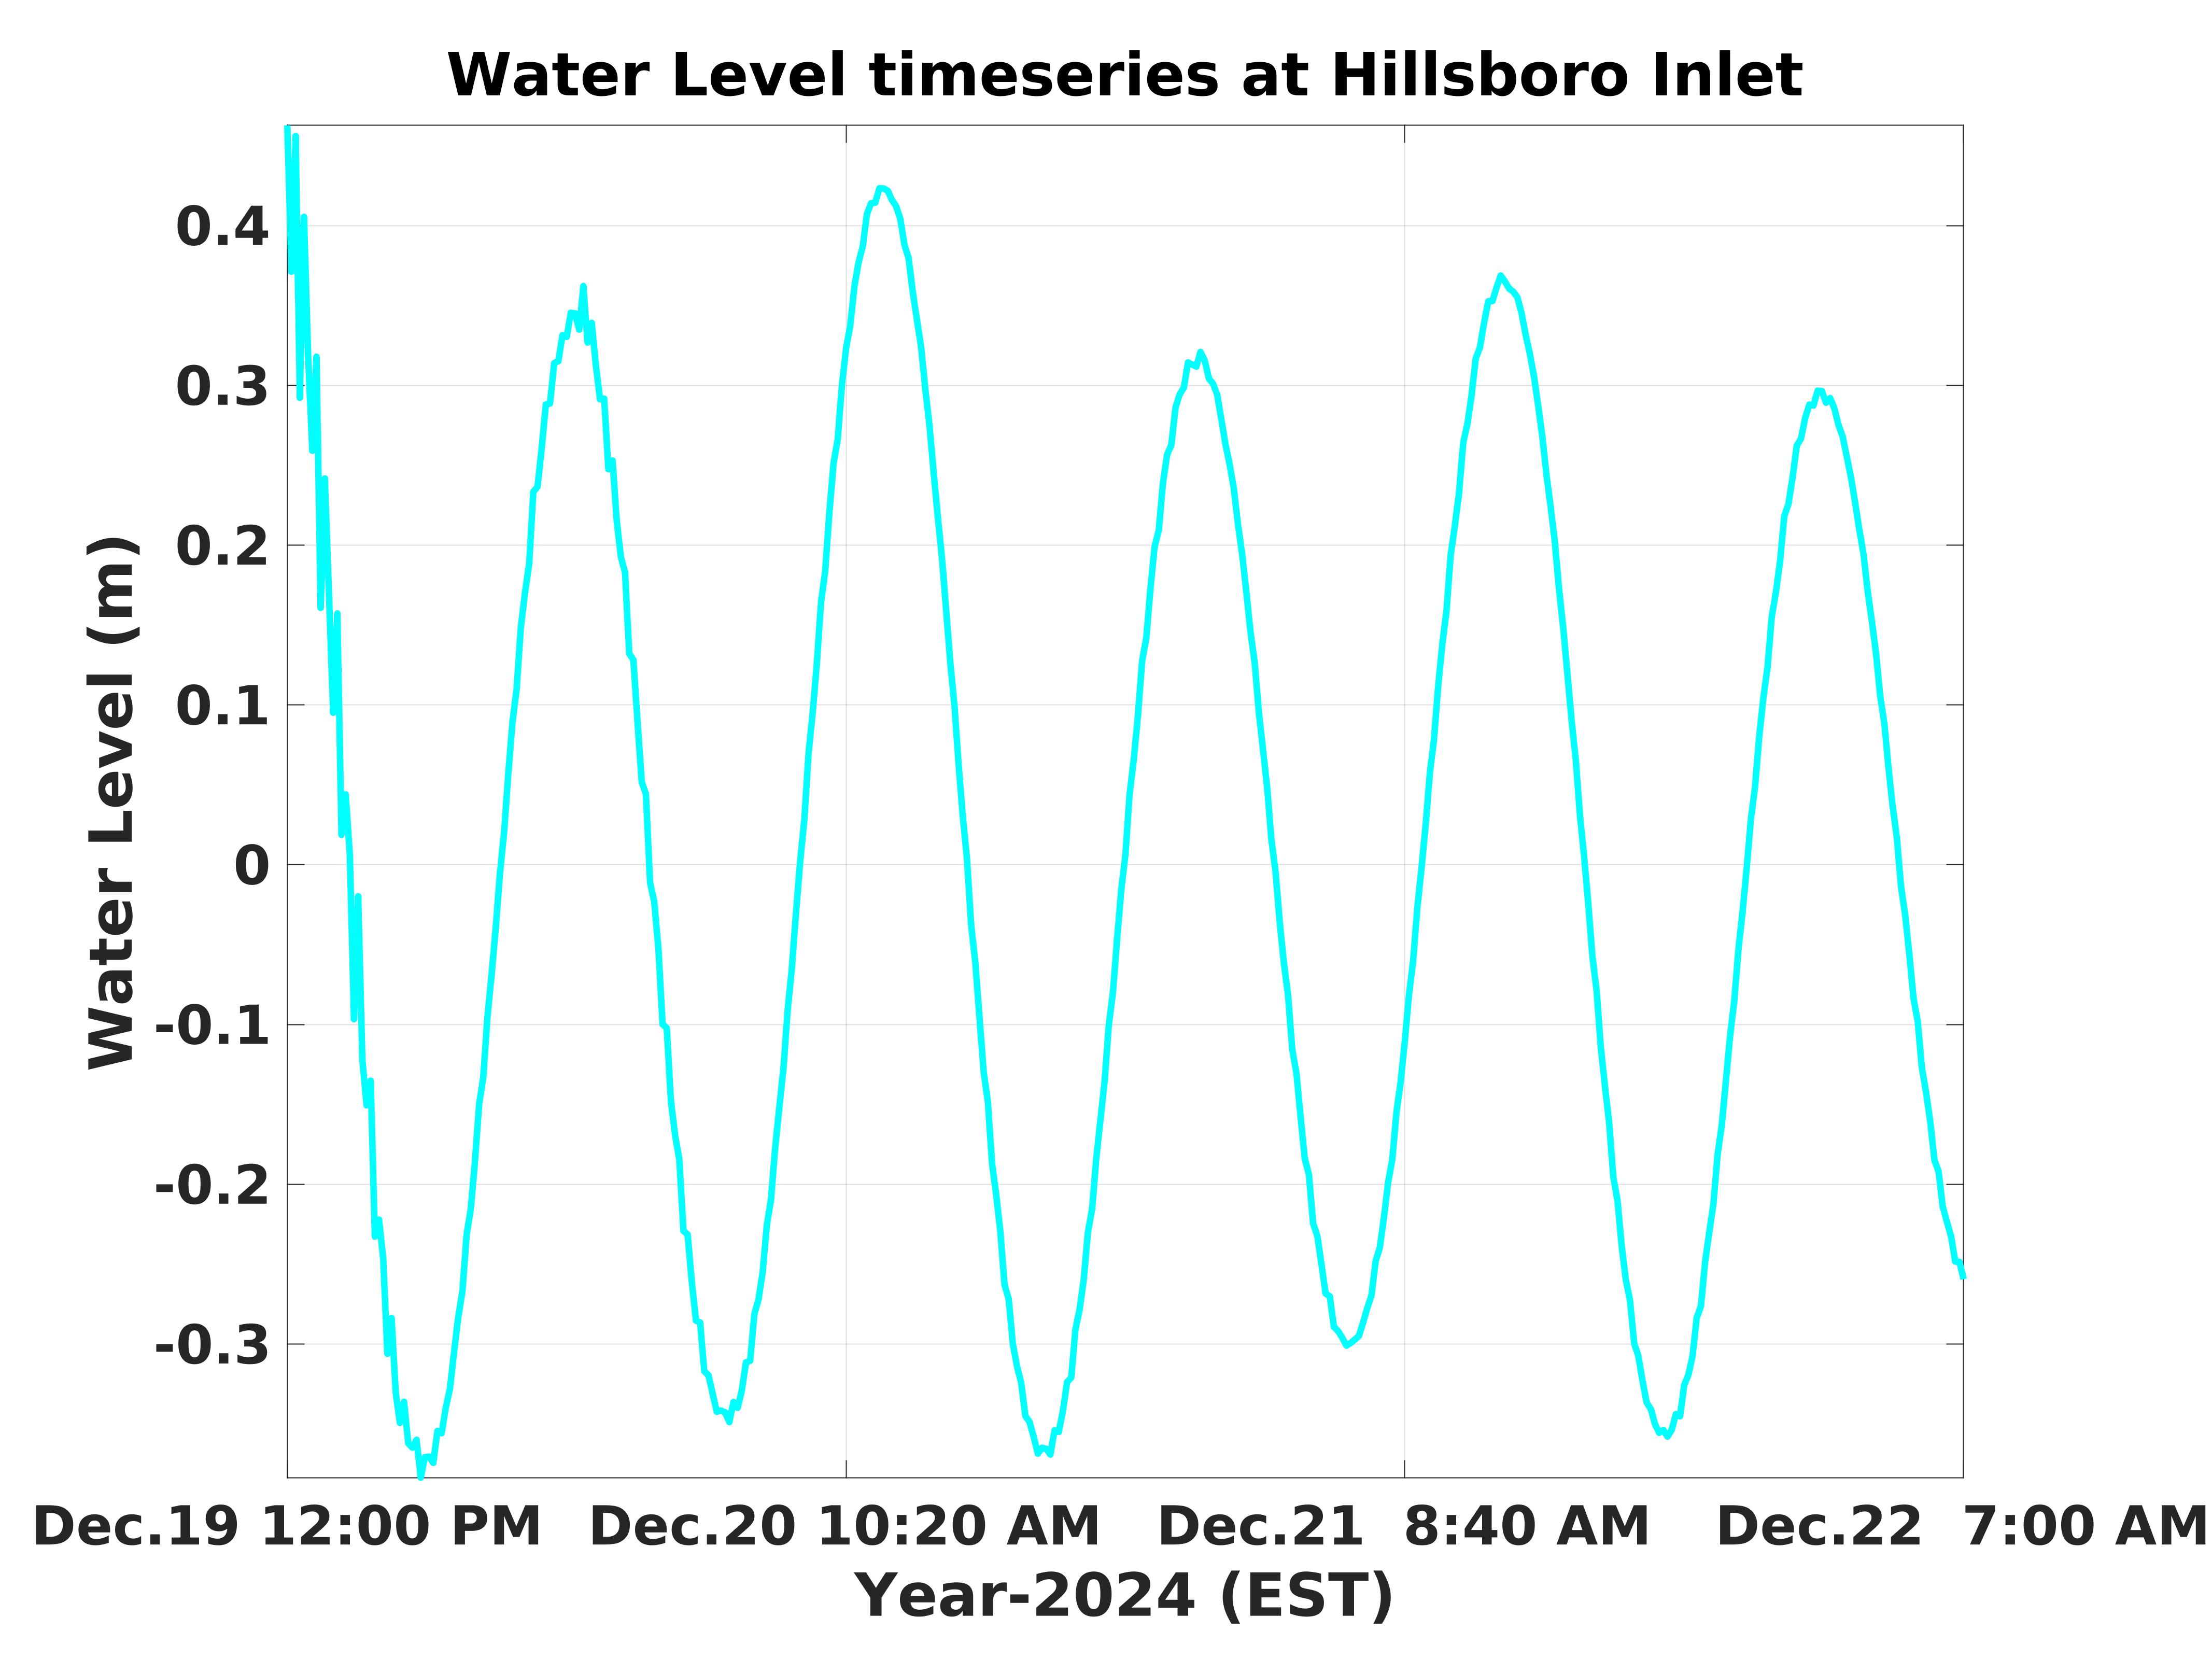 Water Level timeseries at Hillsboro Inlet
0.4
0.3
0.2
0.1
0
-0.1
-0.2
-0.3
Water Level (m)
Dec.19 12:00 PM Dec.20 10:20 AM Dec.21 8:40 AM Dec.22 7:00 AM
Year-2024 (EST)